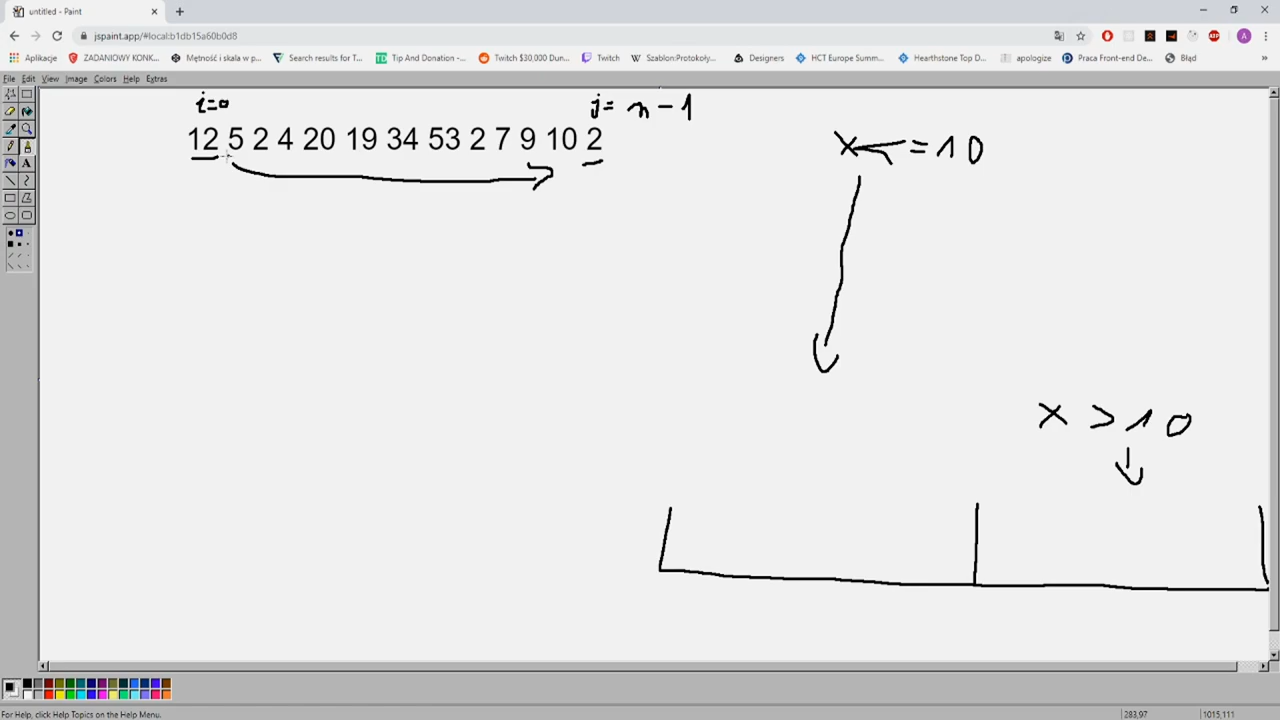 untitled - Paint
jspaint.app/#local:b1db15a60b0d8
Aplikacje ZADANIOWY KONK... Mętność i skala w p... Search results for T... Tip And Donation -... Twitch $30,000 Dun... Twitch Szablon:Protokoły... Designers HCT Europe Summ... Hearthstone Top D... apologize Praca Front-end De... Błąd »
File Edit View Image Colors Extras Help
i=0 j= n-1
12 5 2 4 20 19 34 53 2 7 9 10 2
x <= 10
x > 10
For Help, click Help Topics on the Help Menu. 283,97 1015,111